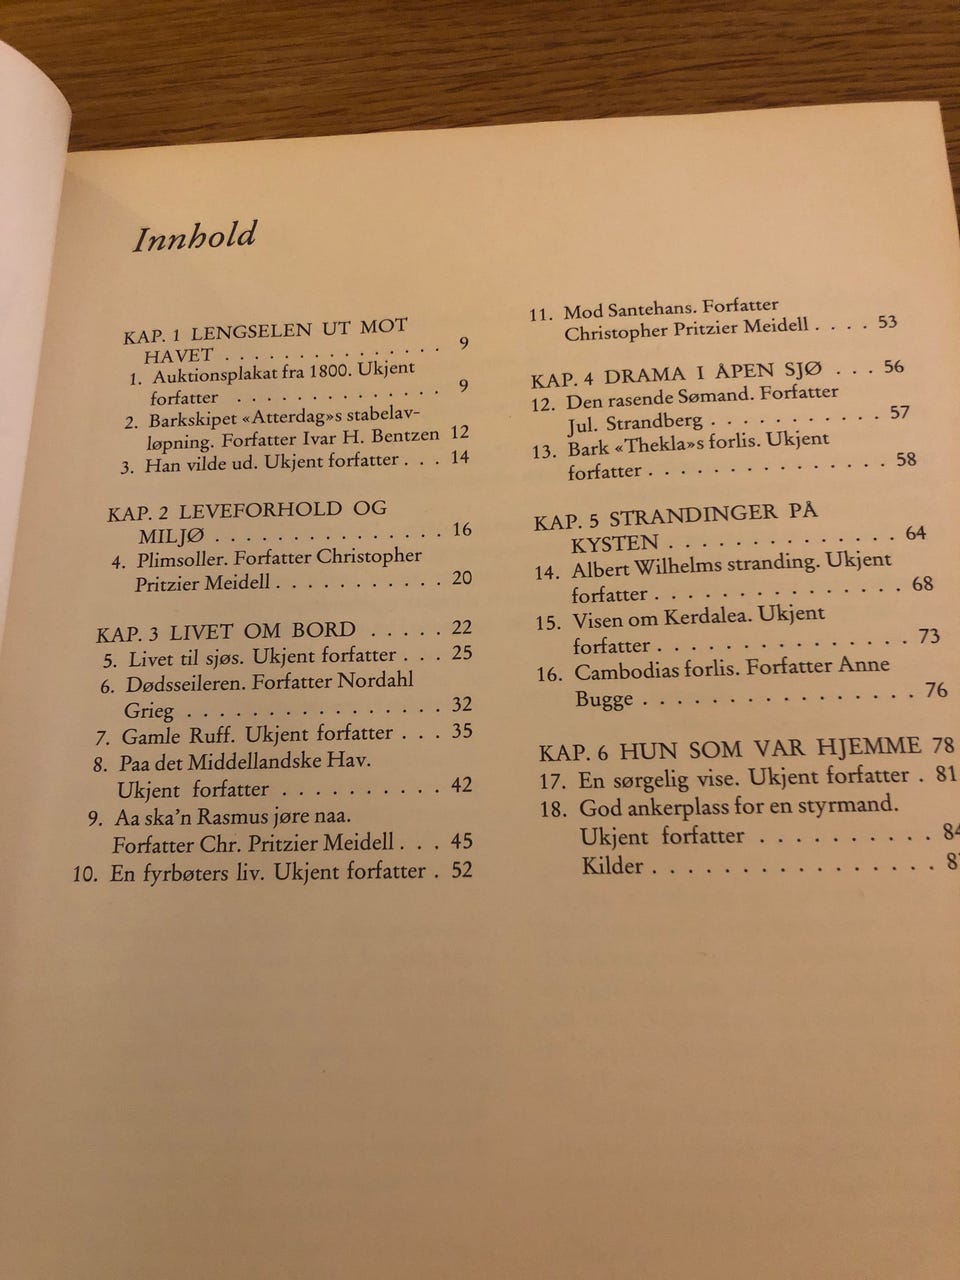 Innhold
KAP. 1 LENGSELEN UT MOT
HAVET . . . . . . . . . . . . . . . 9
1. Auktionsplakat fra 1800. Ukjent
forfatter . . . . . . . . . . . . . . 9
2. Barkskipet «Atterdag»s stabelav-
løpning. Forfatter Ivar H. Bentzen 12
3. Han vilde ud. Ukjent forfatter . . . 14
KAP. 2 LEVEFORHOLD OG
MILJØ . . . . . . . . . . . . . . . 16
4. Plimsoller. Forfatter Christopher
Pritzier Meidell . . . . . . . . . . . 20
KAP. 3 LIVET OM BORD . . . . . 22
5. Livet til sjøs. Ukjent forfatter . . . 25
6. Dødsseileren. Forfatter Nordahl
Grieg . . . . . . . . . . . . . . . . 32
7. Gamle Ruff. Ukjent forfatter . . . 35
8. Paa det Middellandske Hav.
Ukjent forfatter . . . . . . . . . . 42
9. Aa ska'n Rasmus jøre naa.
Forfatter Chr. Pritzier Meidell . . . 45
10. En fyrbøters liv. Ukjent forfatter . 52
11. Mod Santehans. Forfatter
Christopher Pritzier Meidell . . . . 53
KAP. 4 DRAMA I ÅPEN SJØ . . . 56
12. Den rasende Sømand. Forfatter
Jul. Strandberg . . . . . . . . . . . 57
13. Bark «Thekla»s forlis. Ukjent
forfatter . . . . . . . . . . . . . . . 58
KAP. 5 STRANDINGER PÅ
KYSTEN . . . . . . . . . . . . . . 64
14. Albert Wilhelms stranding. Ukjent
forfatter . . . . . . . . . . . . . . . 68
15. Visen om Kerdalea. Ukjent
forfatter . . . . . . . . . . . . . . . 73
16. Cambodias forlis. Forfatter Anne
Bugge . . . . . . . . . . . . . . . . 76
KAP. 6 HUN SOM VAR HJEMME 78
17. En sørgelig vise. Ukjent forfatter . 81
18. God ankerplass for en styrmand.
Ukjent forfatter . . . . . . . . . . 84
Kilder . . . . . . . . . . . . . . . .